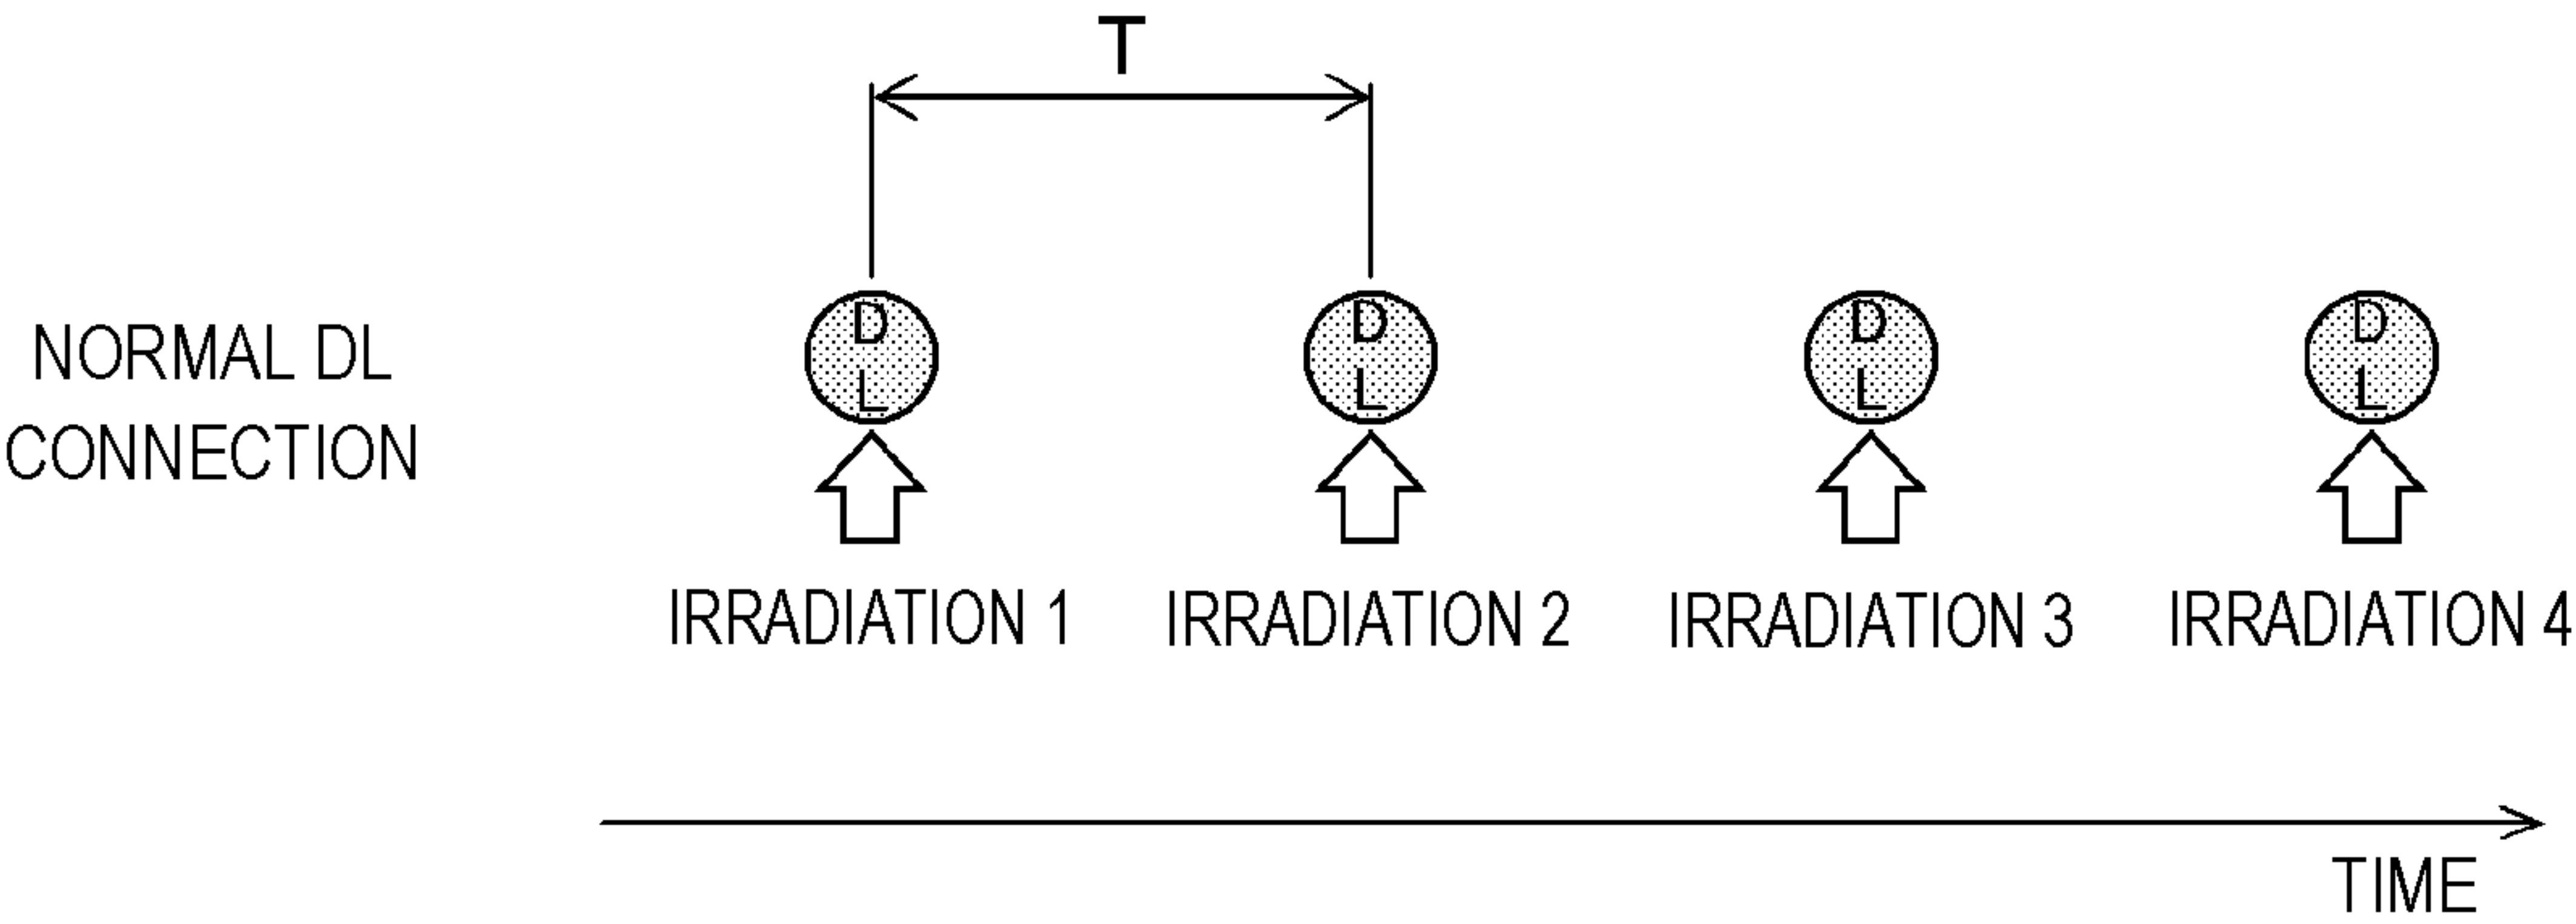 T
NORMAL DL
CONNECTION
D
L
D
L
D
L
D
L
IRRADIATION 1
IRRADIATION 2
IRRADIATION 3
IRRADIATION 4
TIME